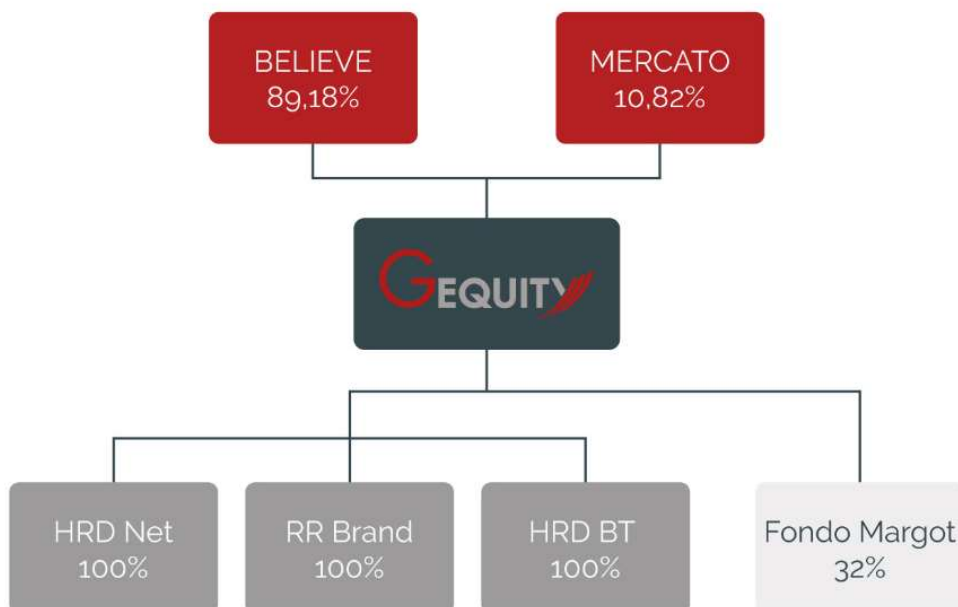 BELIEVE
89,18%
MERCATO
10,82%
GEQUITY
HRD Net
100%
RR Brand
100%
HRD BT
100%
Fondo Margot
32%